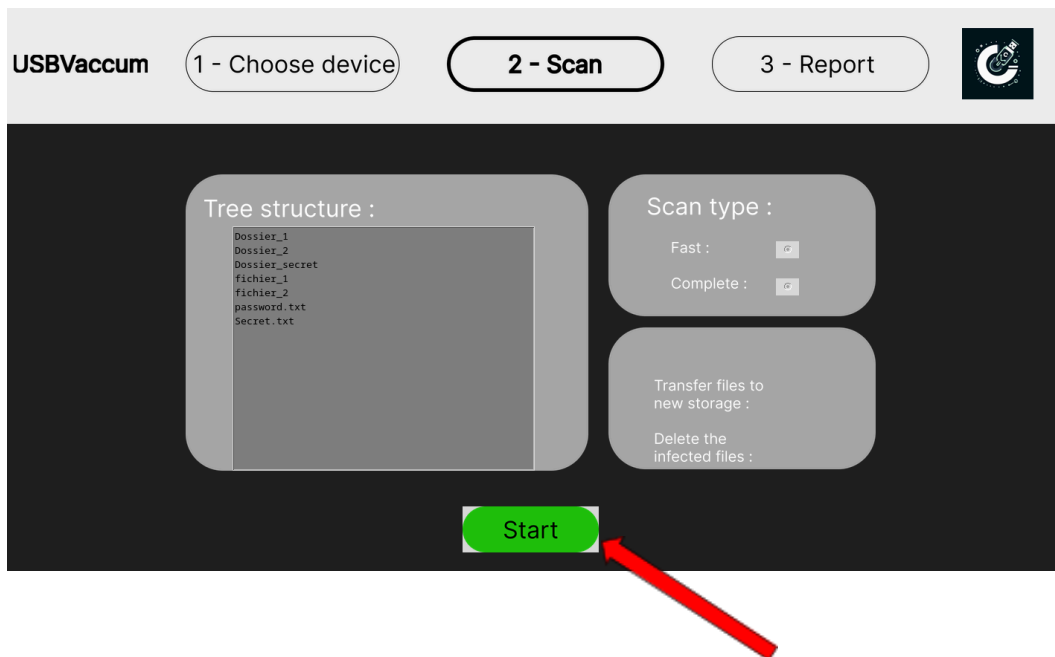 USBVaccum
1 - Choose device
2 - Scan
3 - Report
Tree structure :
Dossier_1
Dossier_2
Dossier_secret
fichier_1
fichier_2
password.txt
Secret.txt
Scan type :
Fast :
Complete :
Transfer files to
new storage :
Delete the
infected files :
Start